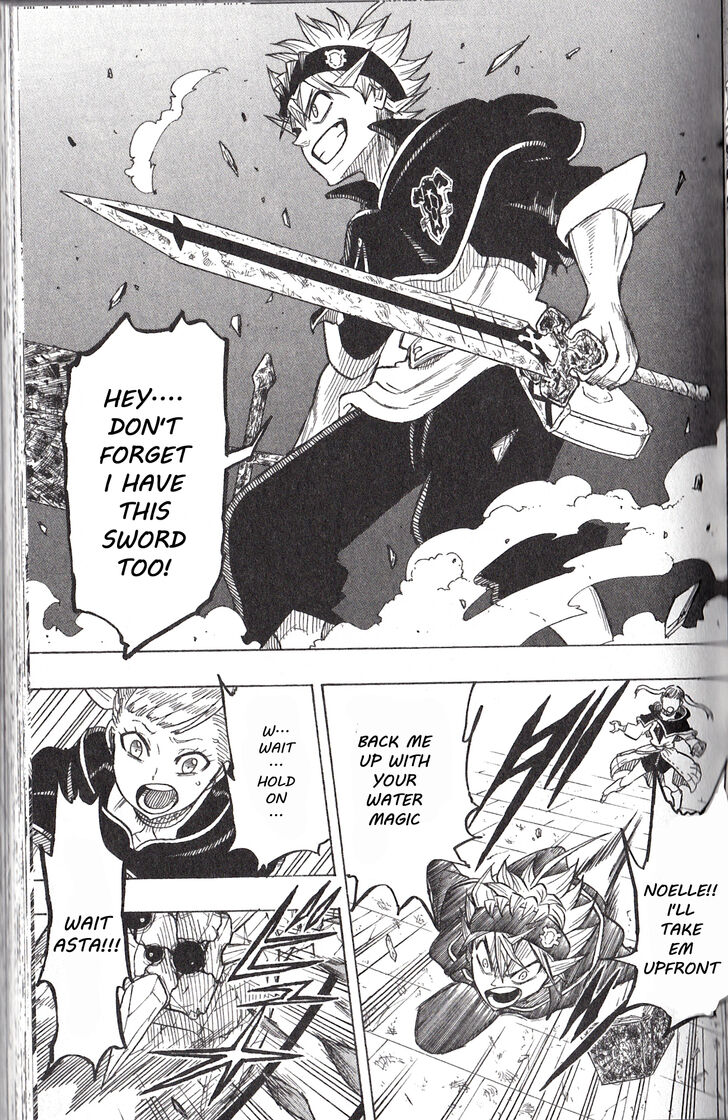 HEY....
DON'T
FORGET
I HAVE
THIS
SWORD
TOO!
NOELLE!!
I'LL
TAKE
EM
UPFRONT
BACK ME
UP WITH
YOUR
WATER
MAGIC
W...
WAIT
...
HOLD
ON
...
WAIT
ASTA!!!